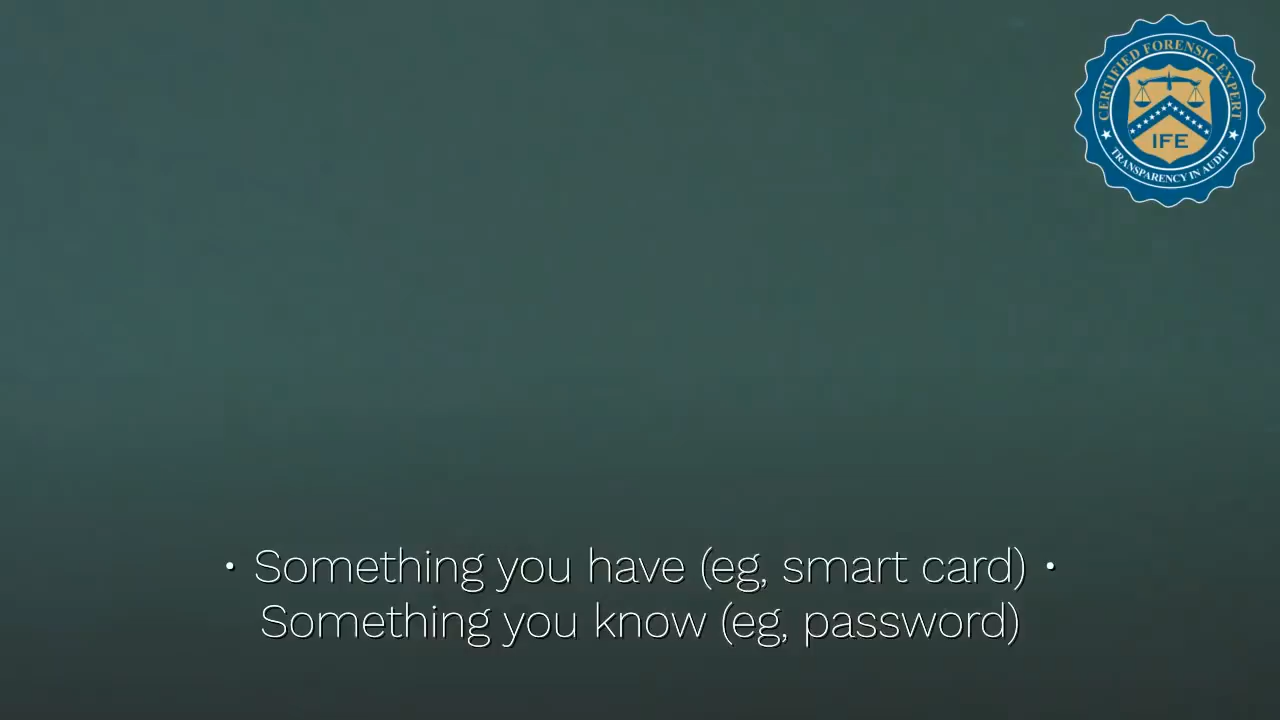 CERTIFIED FORENSIC EXPERT
IFE
TRANSPARENCY IN AUDIT
• Something you have (eg, smart card) •
Something you know (eg, password)